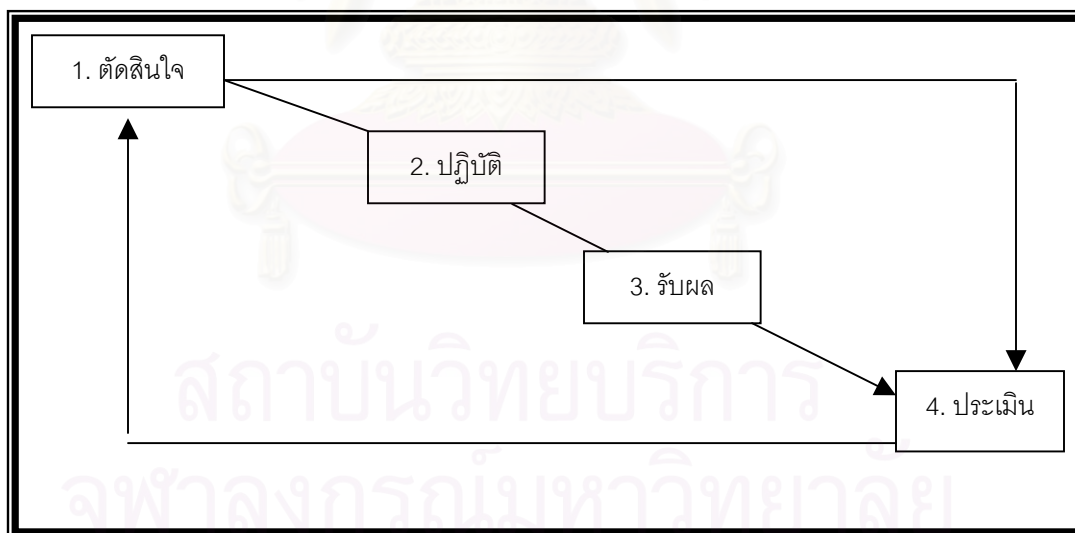 1. ตัดสินใจ
2. ปฏิบัติ
3. รับผล
4. ประเมิน
สถาบันวิทยบริการ
จุฬาลงกรณ์มหาวิทยาลัย